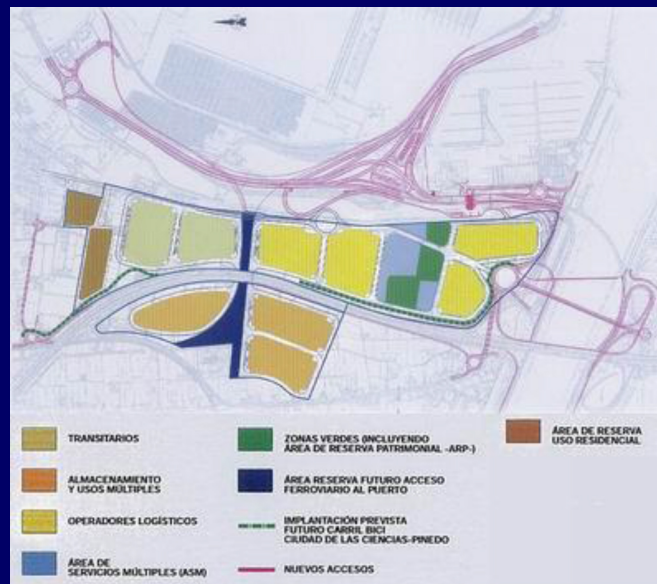 TRANSITARIOS
ALMACENAMIENTO
Y USOS MÚLTIPLES
OPERADORES LOGÍSTICOS
ÁREA DE
SERVICIOS MÚLTIPLES (ASM)
ZONAS VERDES (INCLUYENDO
ÁREA DE RESERVA PATRIMONIAL -ARP-)
ÁREA RESERVA FUTURO ACCESO
FERROVIARIO AL PUERTO
IMPLANTACIÓN PREVISTA
FUTURO CARRIL BICI
CIUDAD DE LAS CIENCIAS-PINEDO
NUEVOS ACCESOS
ÁREA DE RESERVA
USO RESIDENCIAL